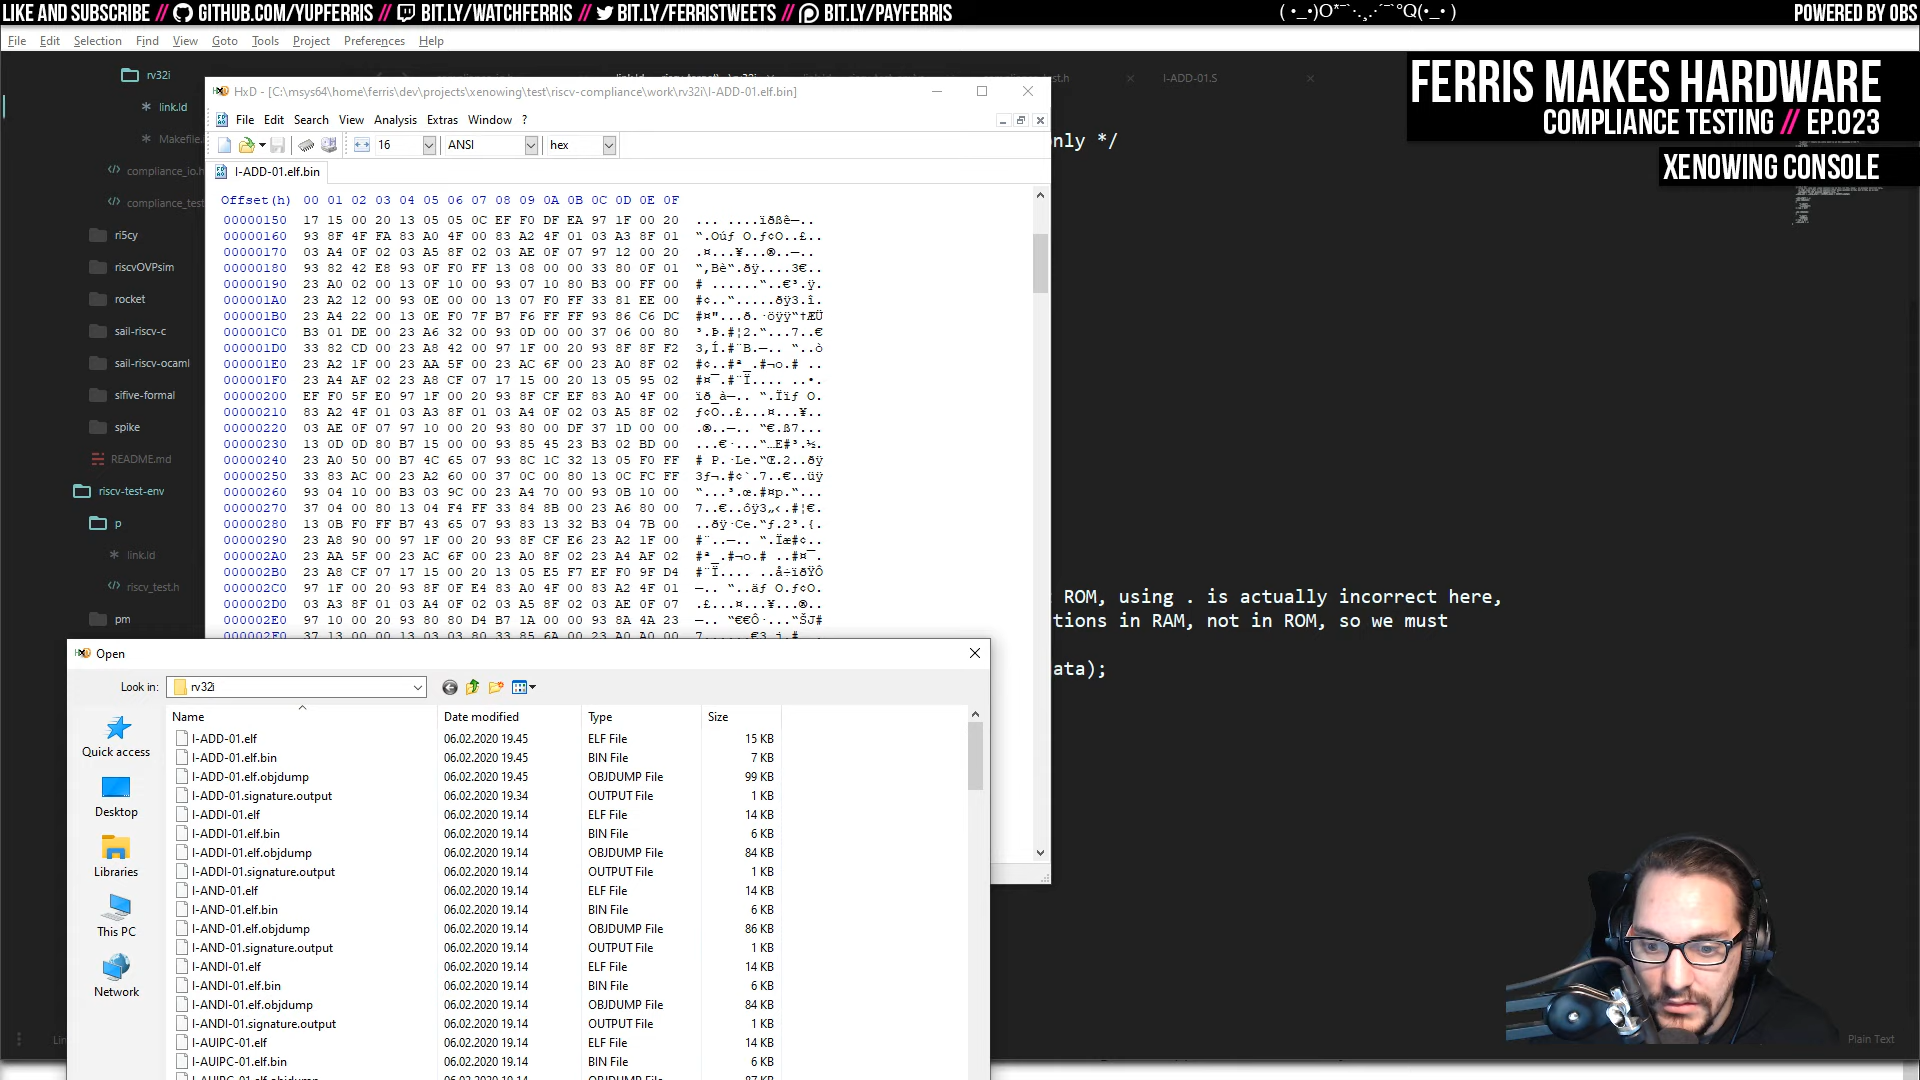 LIKE AND SUBSCRIBE // GITHUB.COM/YUPFERRIS // BIT.LY/WATCHFERRIS // BIT.LY/FERRISTWEETS // BIT.LY/PAYFERRIS
POWERED BY OBS
File Edit Selection Find View Goto Tools Project Preferences Help
FERRIS MAKES HARDWARE
COMPLIANCE TESTING // EP.023
XENOWING CONSOLE
rv32i
link.ld
Makefile
compliance_io.h
compliance_test
ri5cy
riscvOVPsim
rocket
sail-riscv-c
sail-riscv-ocaml
sifive-formal
spike
README.md
riscv-test-env
p
link.ld
riscv_test.h
pm
I-ADD-01.S
only */
ROM, using . is actually incorrect here,
tions in RAM, not in ROM, so we must
ata);
Plain Text
HxD - [C:\msys64\home\ferris\dev\projects\xenowing\test\riscv-compliance\work\rv32i\I-ADD-01.elf.bin]
File Edit Search View Analysis Extras Window ?
16 ANSI hex
I-ADD-01.elf.bin
Offset(h) 00 01 02 03 04 05 06 07 08 09 0A 0B 0C 0D 0E 0F
00000150 17 15 00 20 13 05 05 0C EF F0 DF EA 97 1F 00 20
00000160 93 8F 4F FA 83 A0 4F 00 83 A2 4F 01 03 A3 8F 01
00000170 03 A4 0F 02 03 A5 8F 02 03 AE 0F 07 97 12 00 20
00000180 93 82 42 E8 93 0F F0 FF 13 08 00 00 33 80 0F 01
00000190 23 A0 02 00 13 0F 10 00 93 07 10 80 B3 00 FF 00
000001A0 23 A2 12 00 93 0E 00 00 13 07 F0 FF 33 81 EE 00
000001B0 23 A4 22 00 13 0E F0 7F B7 F6 FF FF 93 86 C6 DC
000001C0 B3 01 DE 00 23 A6 32 00 93 0D 00 00 37 06 00 80
000001D0 33 82 CD 00 23 A8 42 00 97 1F 00 20 93 8F 8F F2
000001E0 23 A2 1F 00 23 AA 5F 00 23 AC 6F 00 23 A0 8F 02
000001F0 23 A4 AF 02 23 A8 CF 07 17 15 00 20 13 05 95 02
00000200 EF F0 5F E0 97 1F 00 20 93 8F CF EF 83 A0 4F 00
00000210 83 A2 4F 01 03 A3 8F 01 03 A4 0F 02 03 A5 8F 02
00000220 03 AE 0F 07 97 10 00 20 93 80 00 DF 37 1D 00 00
00000230 13 0D 0D 80 B7 15 00 00 93 85 45 23 B3 02 BD 00
00000240 23 A0 50 00 B7 4C 65 07 93 8C 1C 32 13 05 F0 FF
00000250 33 83 AC 00 23 A2 60 00 37 0C 00 80 13 0C FC FF
00000260 93 04 10 00 B3 03 9C 00 23 A4 70 00 93 0B 10 00
00000270 37 04 00 80 13 04 F4 FF 33 84 8B 00 23 A6 80 00
00000280 13 0B F0 FF B7 43 65 07 93 83 13 32 B3 04 7B 00
00000290 23 A8 90 00 97 1F 00 20 93 8F CF E6 23 A2 1F 00
000002A0 23 AA 5F 00 23 AC 6F 00 23 A0 8F 02 23 A4 AF 02
000002B0 23 A8 CF 07 17 15 00 20 13 05 E5 F7 EF F0 9F D4
000002C0 97 1F 00 20 93 8F 0F E4 83 A0 4F 00 83 A2 4F 01
000002D0 03 A3 8F 01 03 A4 0F 02 03 A5 8F 02 03 AE 0F 07
000002E0 97 10 00 20 93 80 80 D4 B7 1A 00 00 93 8A 4A 23
000002F0 37 13 00 00 13 03 03 80 33 85 6A 00 23 A0 A0 00
Open
Look in: rv32i
Quick access
Desktop
Libraries
This PC
Network
Name Date modified Type Size
I-ADD-01.elf 06.02.2020 19.45 ELF File 15 KB
I-ADD-01.elf.bin 06.02.2020 19.45 BIN File 7 KB
I-ADD-01.elf.objdump 06.02.2020 19.45 OBJDUMP File 99 KB
I-ADD-01.signature.output 06.02.2020 19.34 OUTPUT File 1 KB
I-ADDI-01.elf 06.02.2020 19.14 ELF File 14 KB
I-ADDI-01.elf.bin 06.02.2020 19.14 BIN File 6 KB
I-ADDI-01.elf.objdump 06.02.2020 19.14 OBJDUMP File 84 KB
I-ADDI-01.signature.output 06.02.2020 19.14 OUTPUT File 1 KB
I-AND-01.elf 06.02.2020 19.14 ELF File 14 KB
I-AND-01.elf.bin 06.02.2020 19.14 BIN File 6 KB
I-AND-01.elf.objdump 06.02.2020 19.14 OBJDUMP File 86 KB
I-AND-01.signature.output 06.02.2020 19.14 OUTPUT File 1 KB
I-ANDI-01.elf 06.02.2020 19.14 ELF File 14 KB
I-ANDI-01.elf.bin 06.02.2020 19.14 BIN File 6 KB
I-ANDI-01.elf.objdump 06.02.2020 19.14 OBJDUMP File 84 KB
I-ANDI-01.signature.output 06.02.2020 19.14 OUTPUT File 1 KB
I-AUIPC-01.elf 06.02.2020 19.14 ELF File 14 KB
I-AUIPC-01.elf.bin 06.02.2020 19.14 BIN File 6 KB